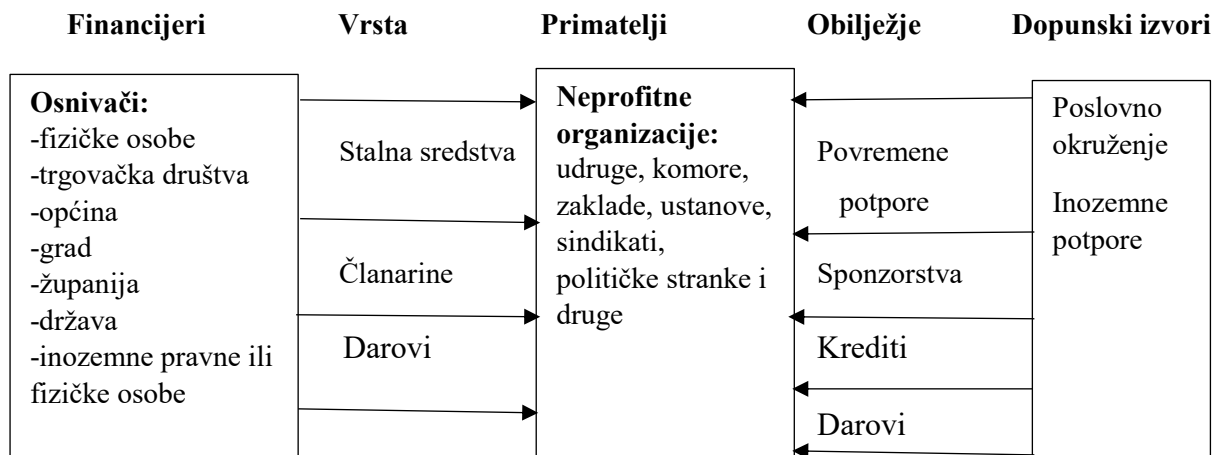 Financijeri Vrsta Primatelji Obilježje Dopunski izvori
Osnivači:
-fizičke osobe
-trgovačka društva
-općina
-grad
-županija
-država
-inozemne pravne ili
fizičke osobe
Stalna sredstva
Članarine
Darovi
Neprofitne
organizacije:
udruge, komore,
zaklade, ustanove,
sindikati,
političke stranke i
druge
Povremene
potpore
Sponzorstva
Krediti
Darovi
Poslovno
okruženje
Inozemne
potpore